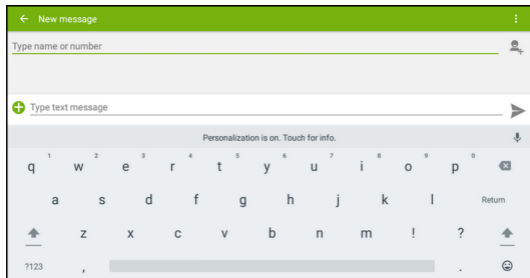 New message
Type name or number
Type text message
Personalization is on. Touch for info.
q 1 w 2 e 3 r 4 t 5 y 6 u 7 i 8 o 9 p 0
a s d f g h j k l Return
z x c v b n m ! ?
?123 , .